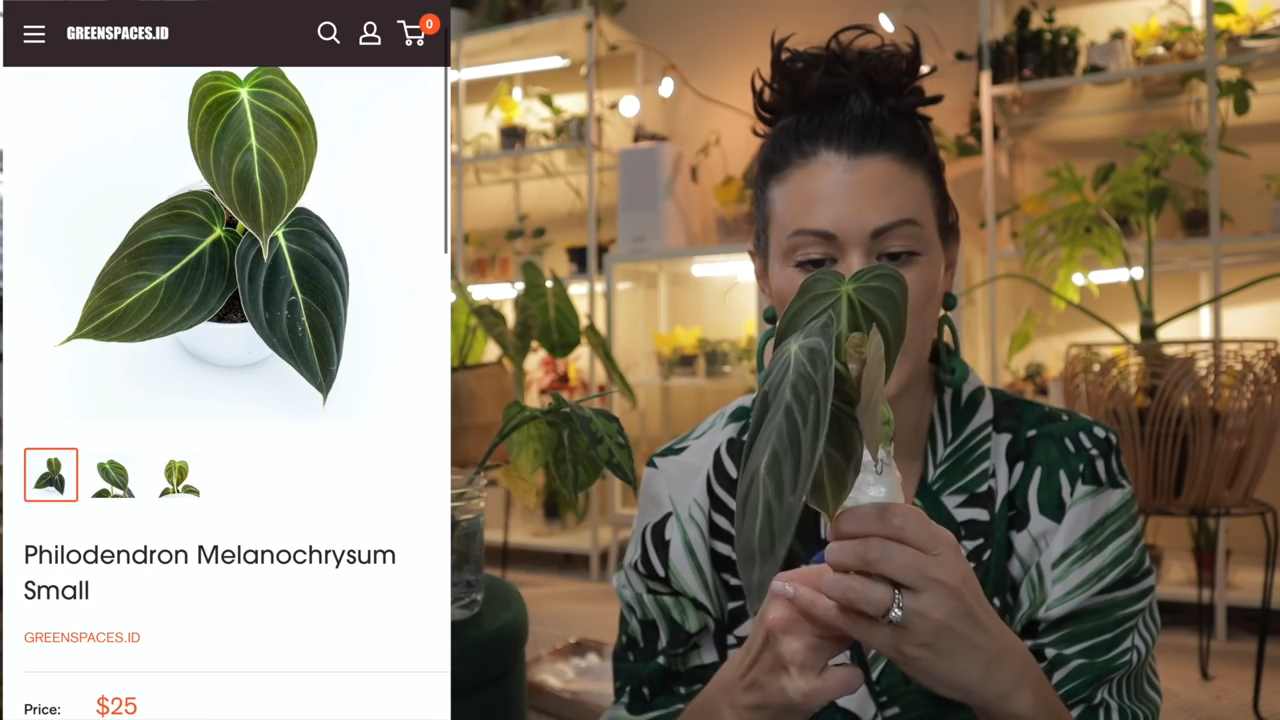 GREENSPACES.ID
0
Philodendron Melanochrysum
Small
GREENSPACES.ID
Price: $25